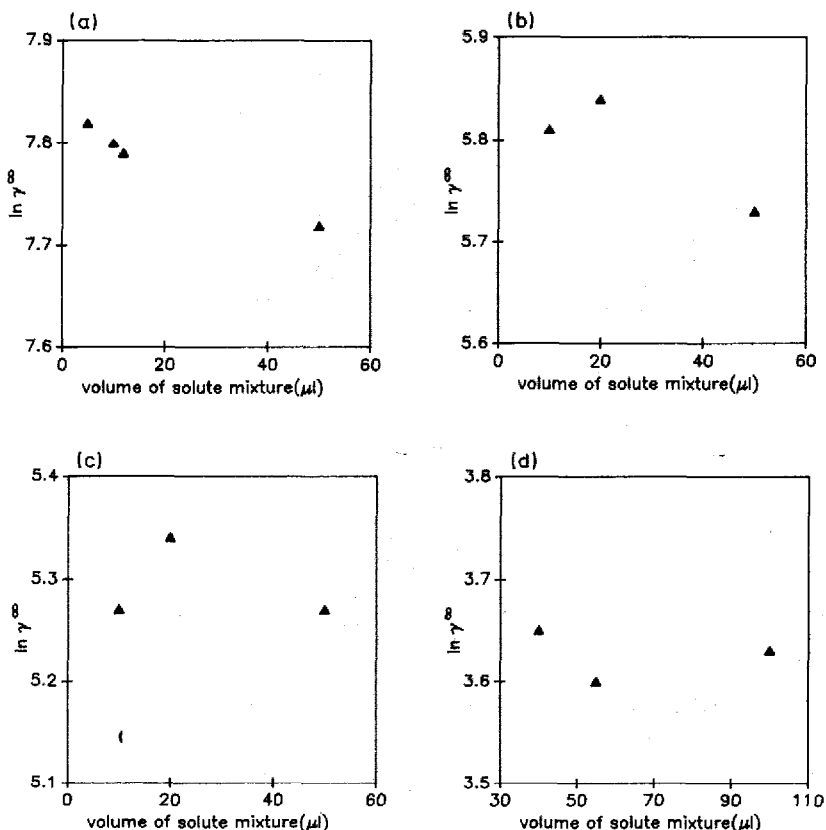 (a)
7.9
7.8
7.7
7.6
ln γ∞
0 20 40 60
volume of solute mixture(μl)
(b)
5.9
5.8
5.7
5.6
ln γ∞
0 20 40 60
volume of solute mixture(μl)
(c)
5.4
5.3
5.2
5.1
ln γ∞
0 20 40 60
volume of solute mixture(μl)
(d)
3.8
3.7
3.6
3.5
ln γ∞
30 50 70 90 110
volume of solute mixture(μl)